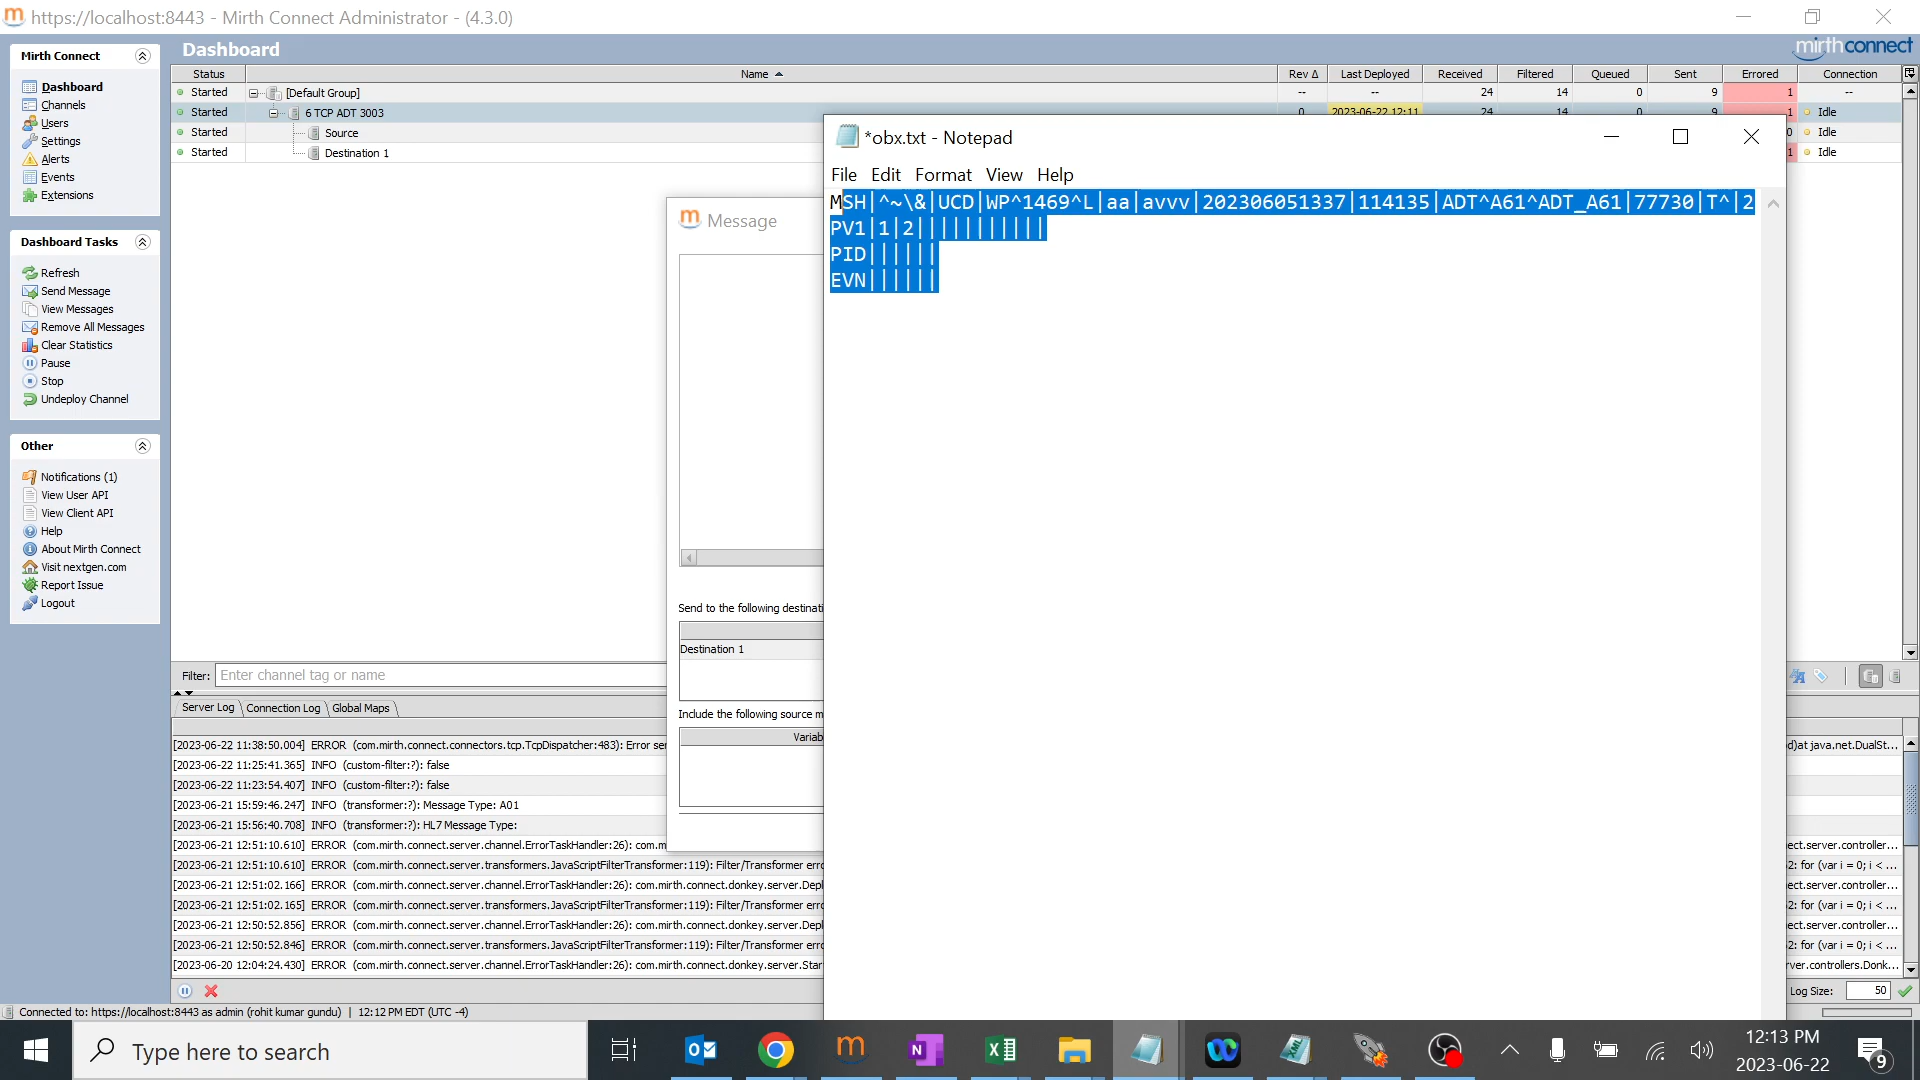 https://localhost:8443 - Mirth Connect Administrator - (4.3.0)
Mirth Connect
Dashboard
Channels
Users
Settings
Alerts
Events
Extensions
Dashboard Tasks
Refresh
Send Message
View Messages
Remove All Messages
Clear Statistics
Pause
Stop
Undeploy Channel
Other
Notifications (1)
View User API
View Client API
Help
About Mirth Connect
Visit nextgen.com
Report Issue
Logout
Dashboard
mirthconnect
Status Name Rev Δ Last Deployed Received Filtered Queued Sent Errored Connection
Started [Default Group] -- -- 24 14 0 9 1 --
Started 6 TCP ADT 3003 0 2023-06-22 12:11 24 14 0 9 1 Idle
Started Source 0 Idle
Started Destination 1 1 Idle
Message
Send to the following destinati
Destination 1
Include the following source m
Variab
*obx.txt - Notepad
File Edit Format View Help
MSH|^~\&|UCD|WP^1469^L|aa|avvv|202306051337|114135|ADT^A61^ADT_A61|77730|T^|2
PV1|1|2|||||||||||
PID||||||
EVN||||||
Filter: Enter channel tag or name
Server Log Connection Log Global Maps
[2023-06-22 11:38:50.004] ERROR (com.mirth.connect.connectors.tcp.TcpDispatcher:483): Error ser d)at java.net.DualSt...
[2023-06-22 11:25:41.365] INFO (custom-filter:?): false
[2023-06-22 11:23:54.407] INFO (custom-filter:?): false
[2023-06-21 15:59:46.247] INFO (transformer:?): Message Type: A01
[2023-06-21 15:56:40.708] INFO (transformer:?): HL7 Message Type:
[2023-06-21 12:51:10.610] ERROR (com.mirth.connect.server.channel.ErrorTaskHandler:26): com.m ect.server.controller...
[2023-06-21 12:51:10.610] ERROR (com.mirth.connect.server.transformers.JavaScriptFilterTransformer:119): Filter/Transformer erro 2: for (var i = 0; i < ...
[2023-06-21 12:51:02.166] ERROR (com.mirth.connect.server.channel.ErrorTaskHandler:26): com.mirth.connect.donkey.server.Depl ect.server.controller...
[2023-06-21 12:51:02.165] ERROR (com.mirth.connect.server.transformers.JavaScriptFilterTransformer:119): Filter/Transformer erro 2: for (var i = 0; i < ...
[2023-06-21 12:50:52.856] ERROR (com.mirth.connect.server.channel.ErrorTaskHandler:26): com.mirth.connect.donkey.server.Depl ect.server.controller...
[2023-06-21 12:50:52.846] ERROR (com.mirth.connect.server.transformers.JavaScriptFilterTransformer:119): Filter/Transformer erro 2: for (var i = 0; i < ...
[2023-06-20 12:04:24.430] ERROR (com.mirth.connect.server.channel.ErrorTaskHandler:26): com.mirth.connect.donkey.server.Star rver.controllers.Donk...
Log Size: 50
Connected to: https://localhost:8443 as admin (rohit kumar gundu) | 12:12 PM EDT (UTC -4)
Type here to search
12:13 PM
2023-06-22
9